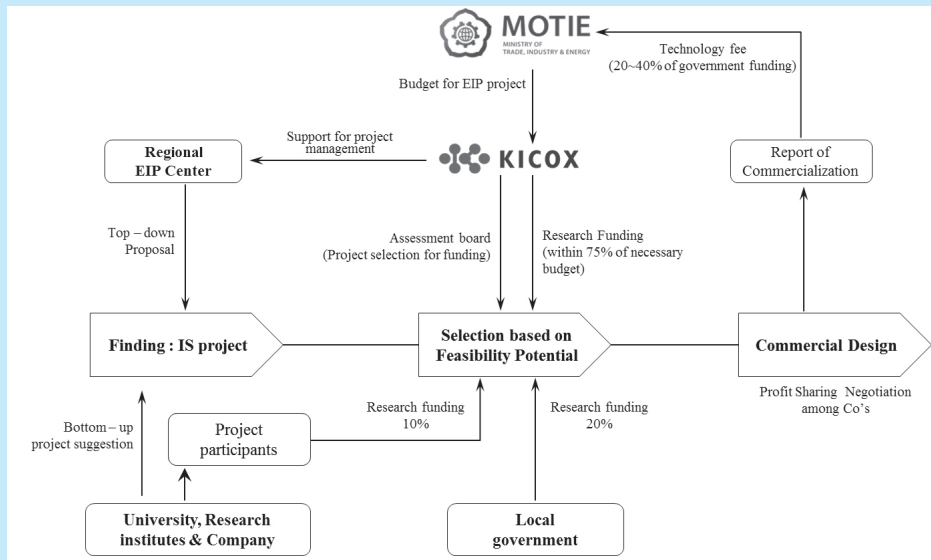 MOTIE
MINISTRY OF
TRADE, INDUSTRY & ENERGY
Technology fee
(20~40% of government funding)
Budget for EIP project
Support for project
management
Regional
EIP Center
KICOX
Report of
Commercialization
Top – down
Proposal
Assessment board
(Project selection for funding)
Research Funding
(within 75% of necessary
budget)
Finding : IS project
Selection based on
Feasibility Potential
Commercial Design
Profit Sharing Negotiation
among Co's
Bottom – up
project suggestion
Project
participants
Research funding
10%
Research funding
20%
University, Research
institutes & Company
Local
government